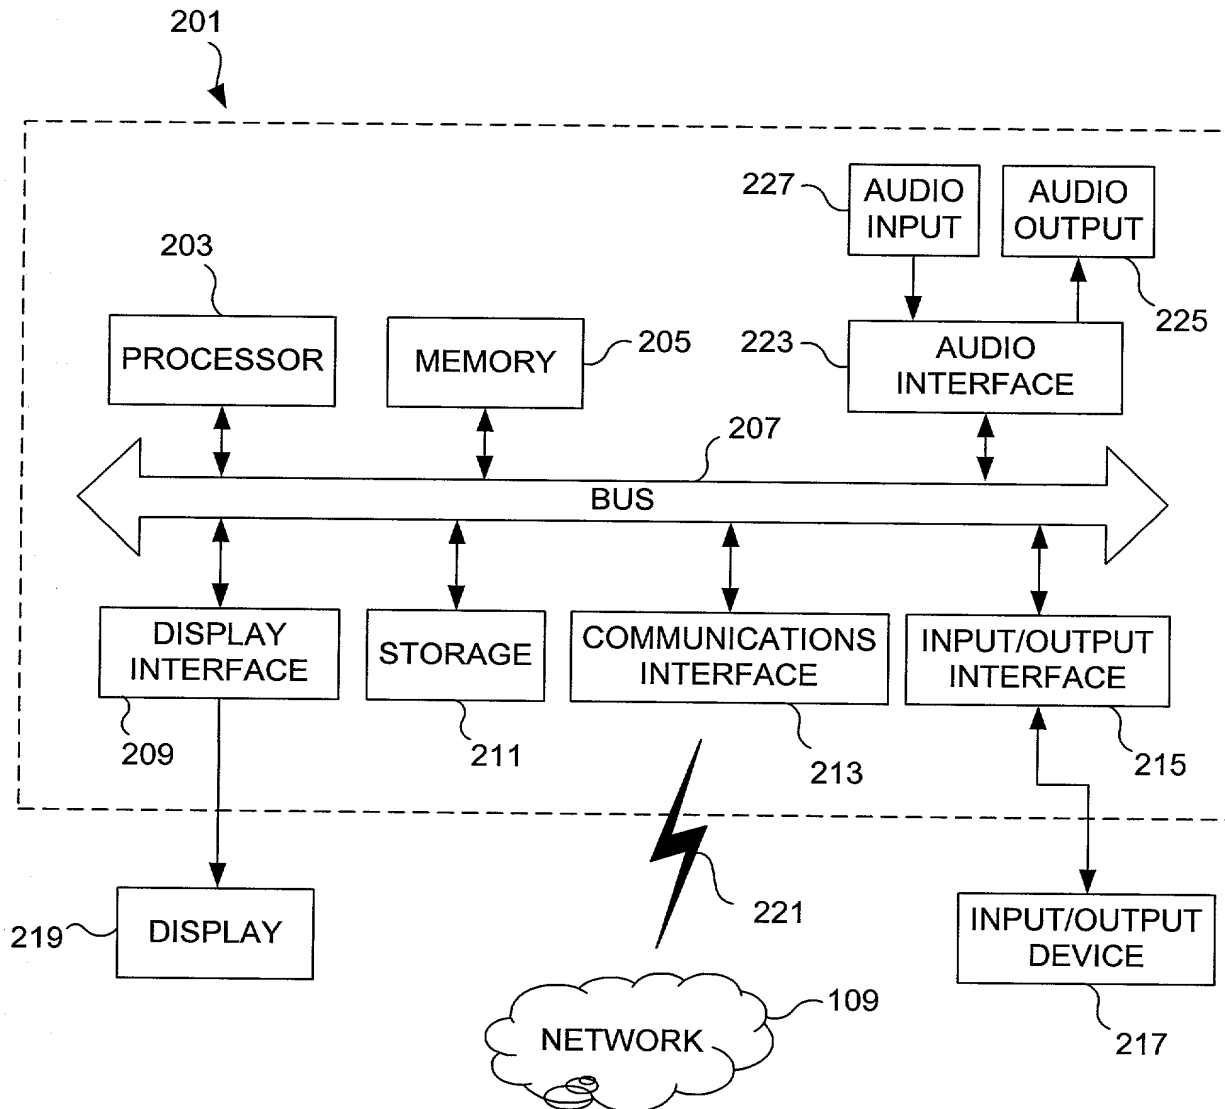 201
227
AUDIO
INPUT
AUDIO
OUTPUT
225
203
PROCESSOR
MEMORY
205
223
AUDIO
INTERFACE
207
BUS
DISPLAY
INTERFACE
209
STORAGE
211
COMMUNICATIONS
INTERFACE
213
INPUT/OUTPUT
INTERFACE
215
219
DISPLAY
221
INPUT/OUTPUT
DEVICE
217
109
NETWORK